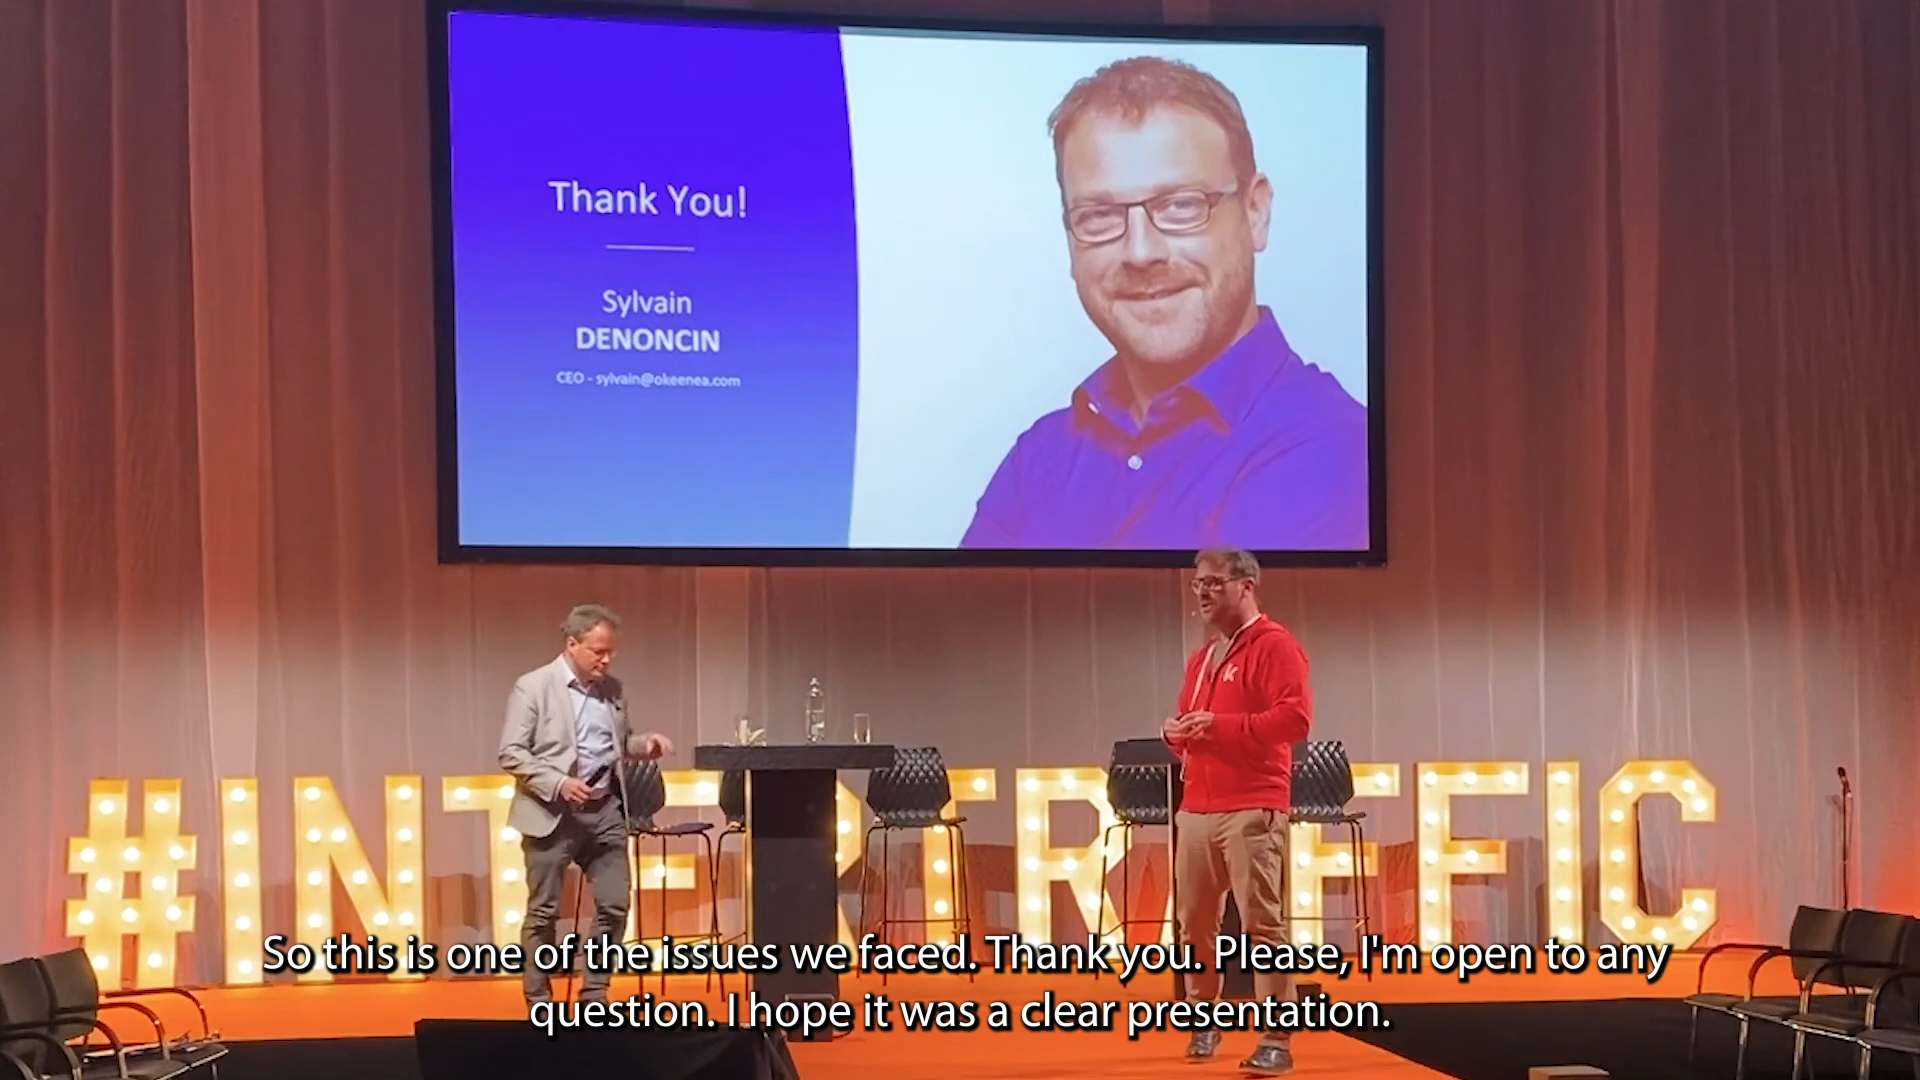 Thank You!
Sylvain
DENONCIN
CEO - sylvain@okeenea.com
#INTERTRAFFIC
So this is one of the issues we faced. Thank you. Please, I'm open to any
question. I hope it was a clear presentation.